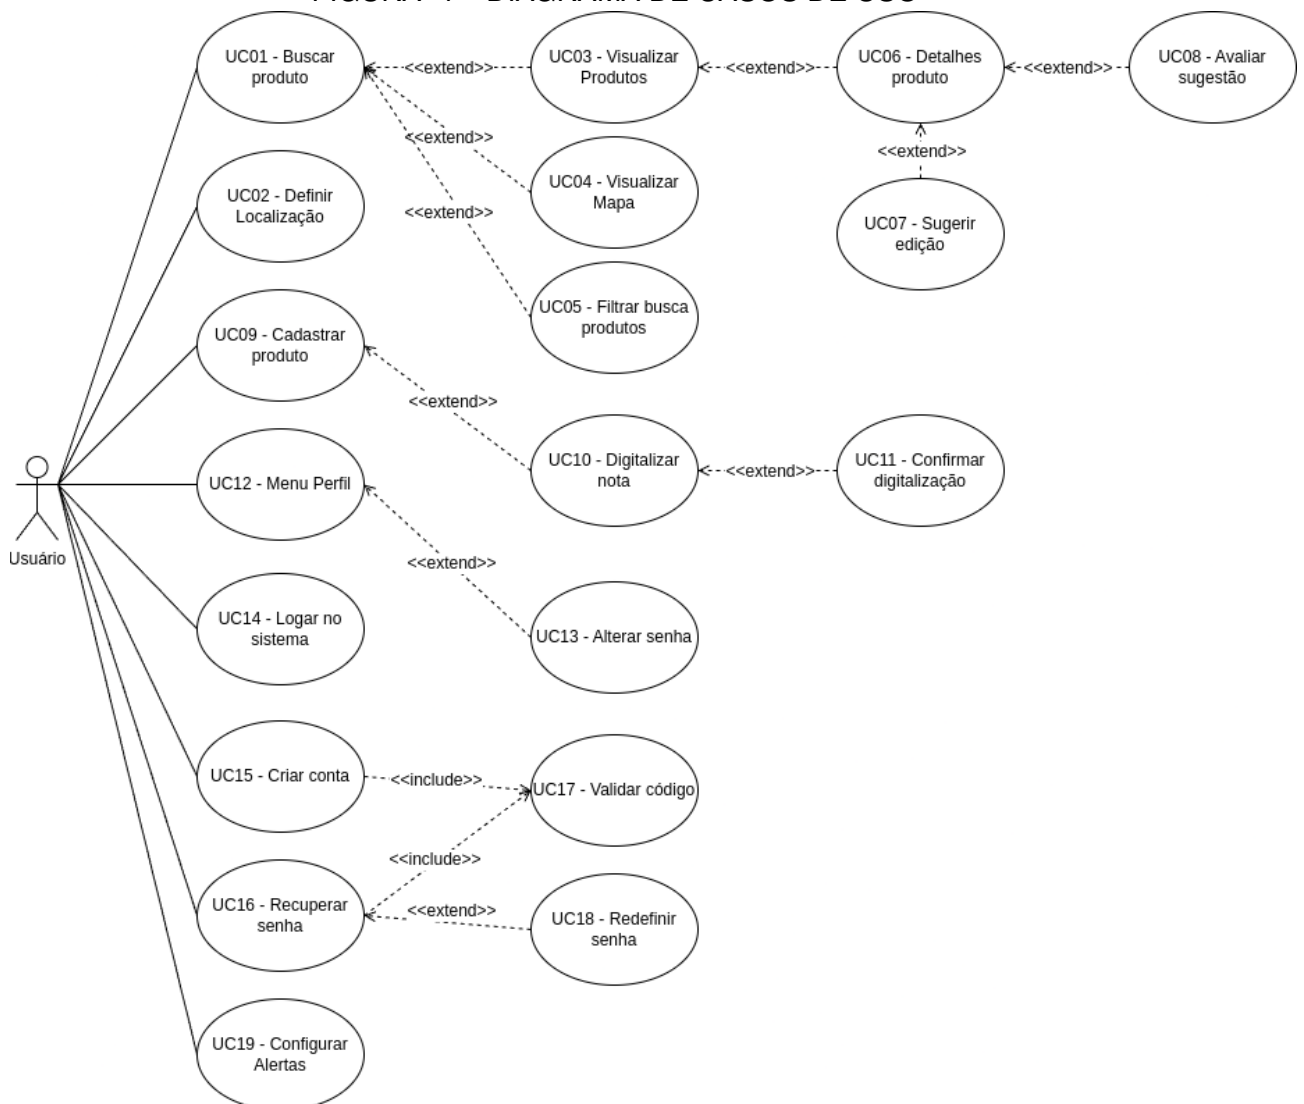 UC01 - Buscar
produto
<<extend>>
UC03 - Visualizar
Produtos
<<extend>>
UC06 - Detalhes
produto
<<extend>>
UC08 - Avaliar
sugestão
<<extend>>
<<extend>>
UC04 - Visualizar
Mapa
UC02 - Definir
Localização
<<extend>>
UC07 - Sugerir
edição
UC05 - Filtrar busca
produtos
UC09 - Cadastrar
produto
<<extend>>
UC10 - Digitalizar
nota
<<extend>>
UC11 - Confirmar
digitalização
UC12 - Menu Perfil
Usuário
<<extend>>
UC14 - Logar no
sistema
UC13 - Alterar senha
UC15 - Criar conta
<<include>>
UC17 - Validar código
<<include>>
UC16 - Recuperar
senha
<<extend>>
UC18 - Redefinir
senha
UC19 - Configurar
Alertas